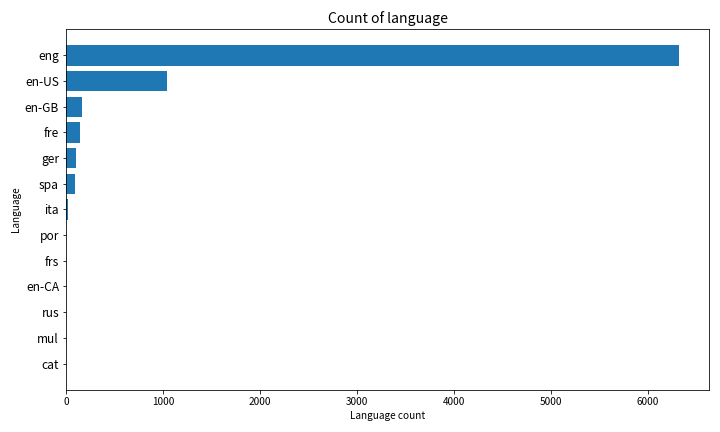 Count of language
eng
en-US
en-GB
fre
ger
spa
ita
por
frs
en-CA
rus
mul
cat
Language
0 1000 2000 3000 4000 5000 6000
Language count